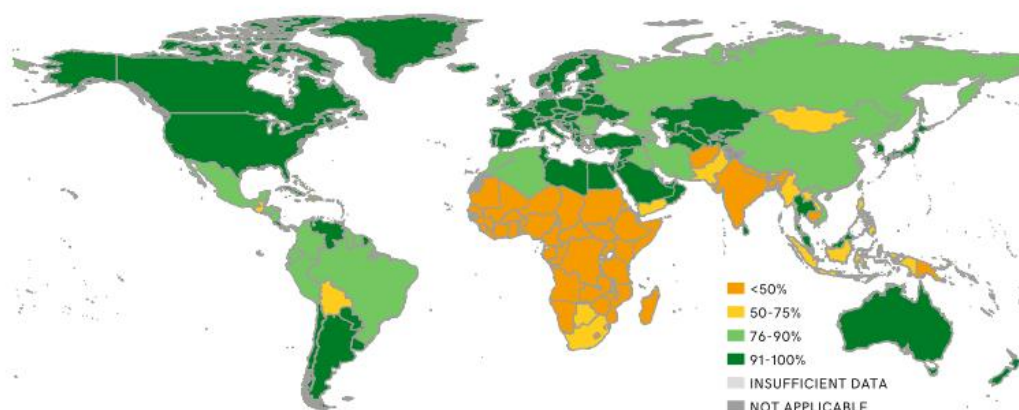 <50%
50-75%
76-90%
91-100%
INSUFFICIENT DATA
NOT APPLICABLE